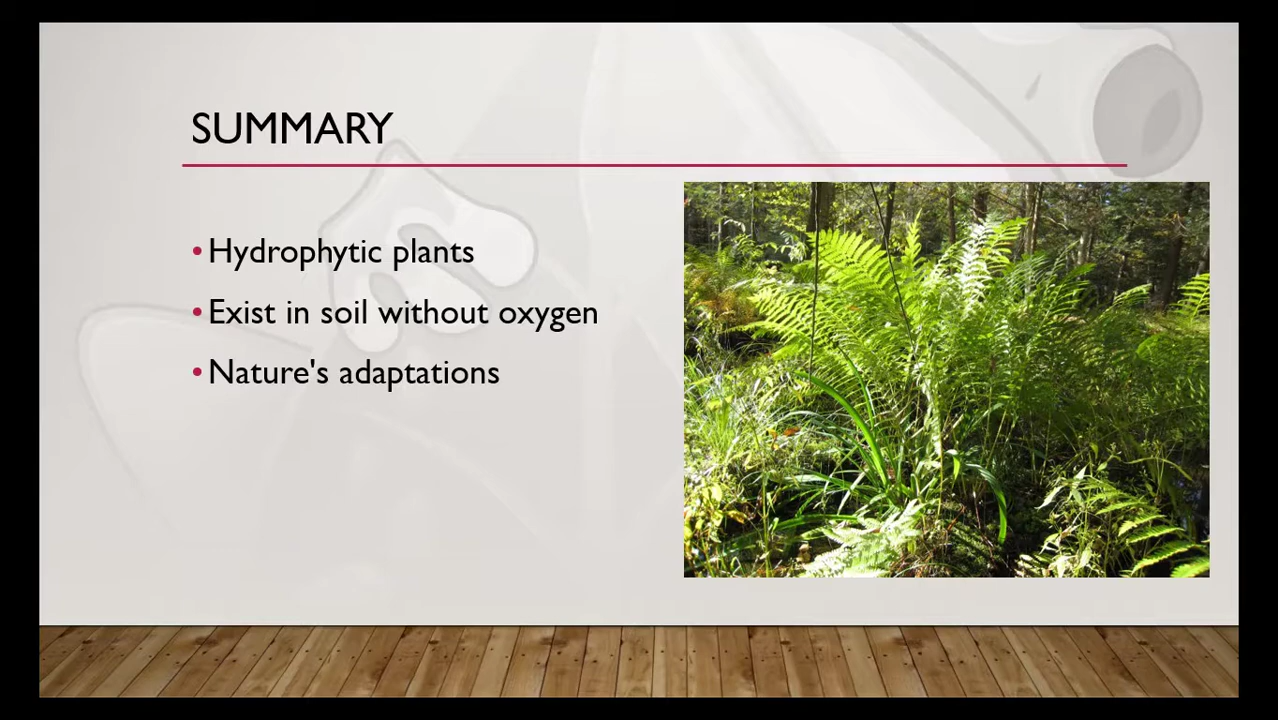 SUMMARY
•Hydrophytic plants
•Exist in soil without oxygen
•Nature's adaptations